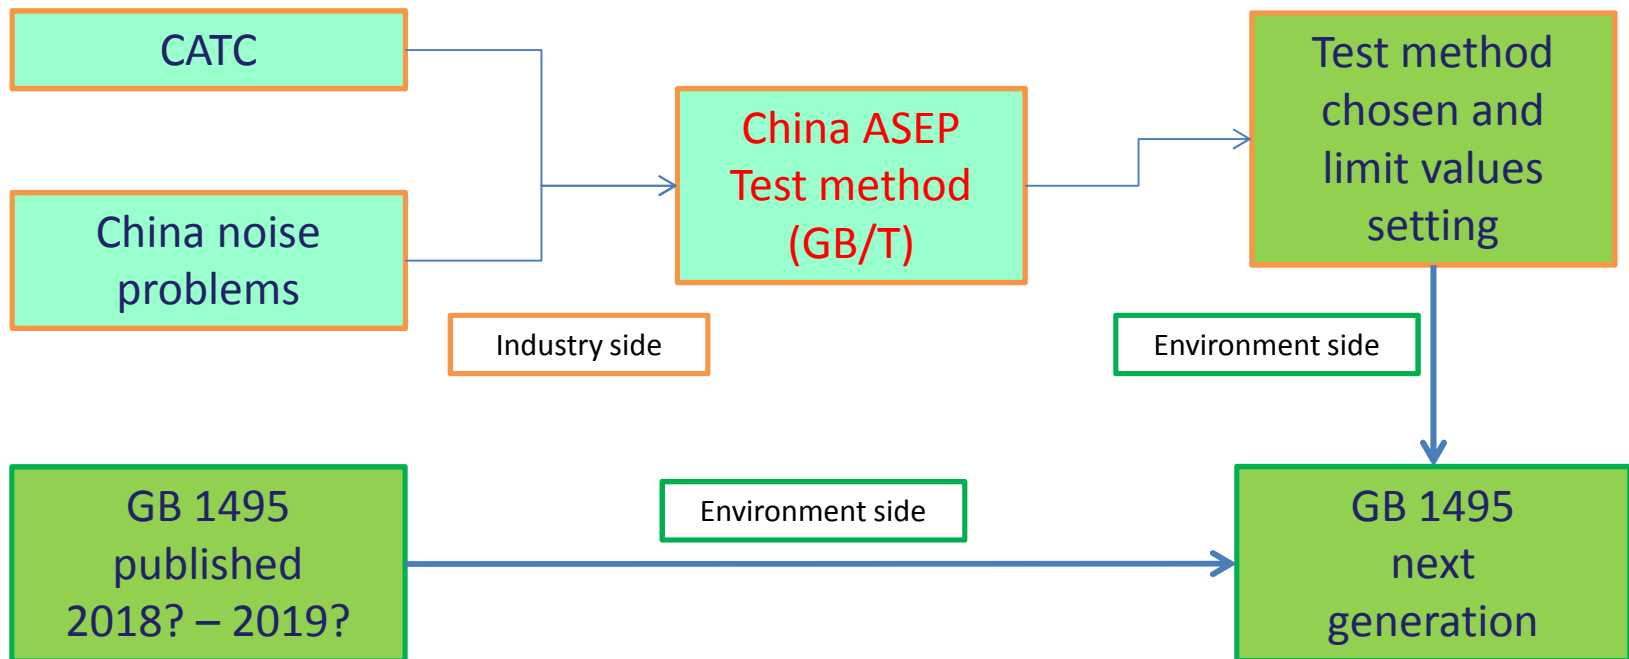 CATC
China noise
problems
China ASEP
Test method
(GB/T)
Test method
chosen and
limit values
setting
Industry side
Environment side
GB 1495
published
2018? – 2019?
Environment side
GB 1495
next
generation